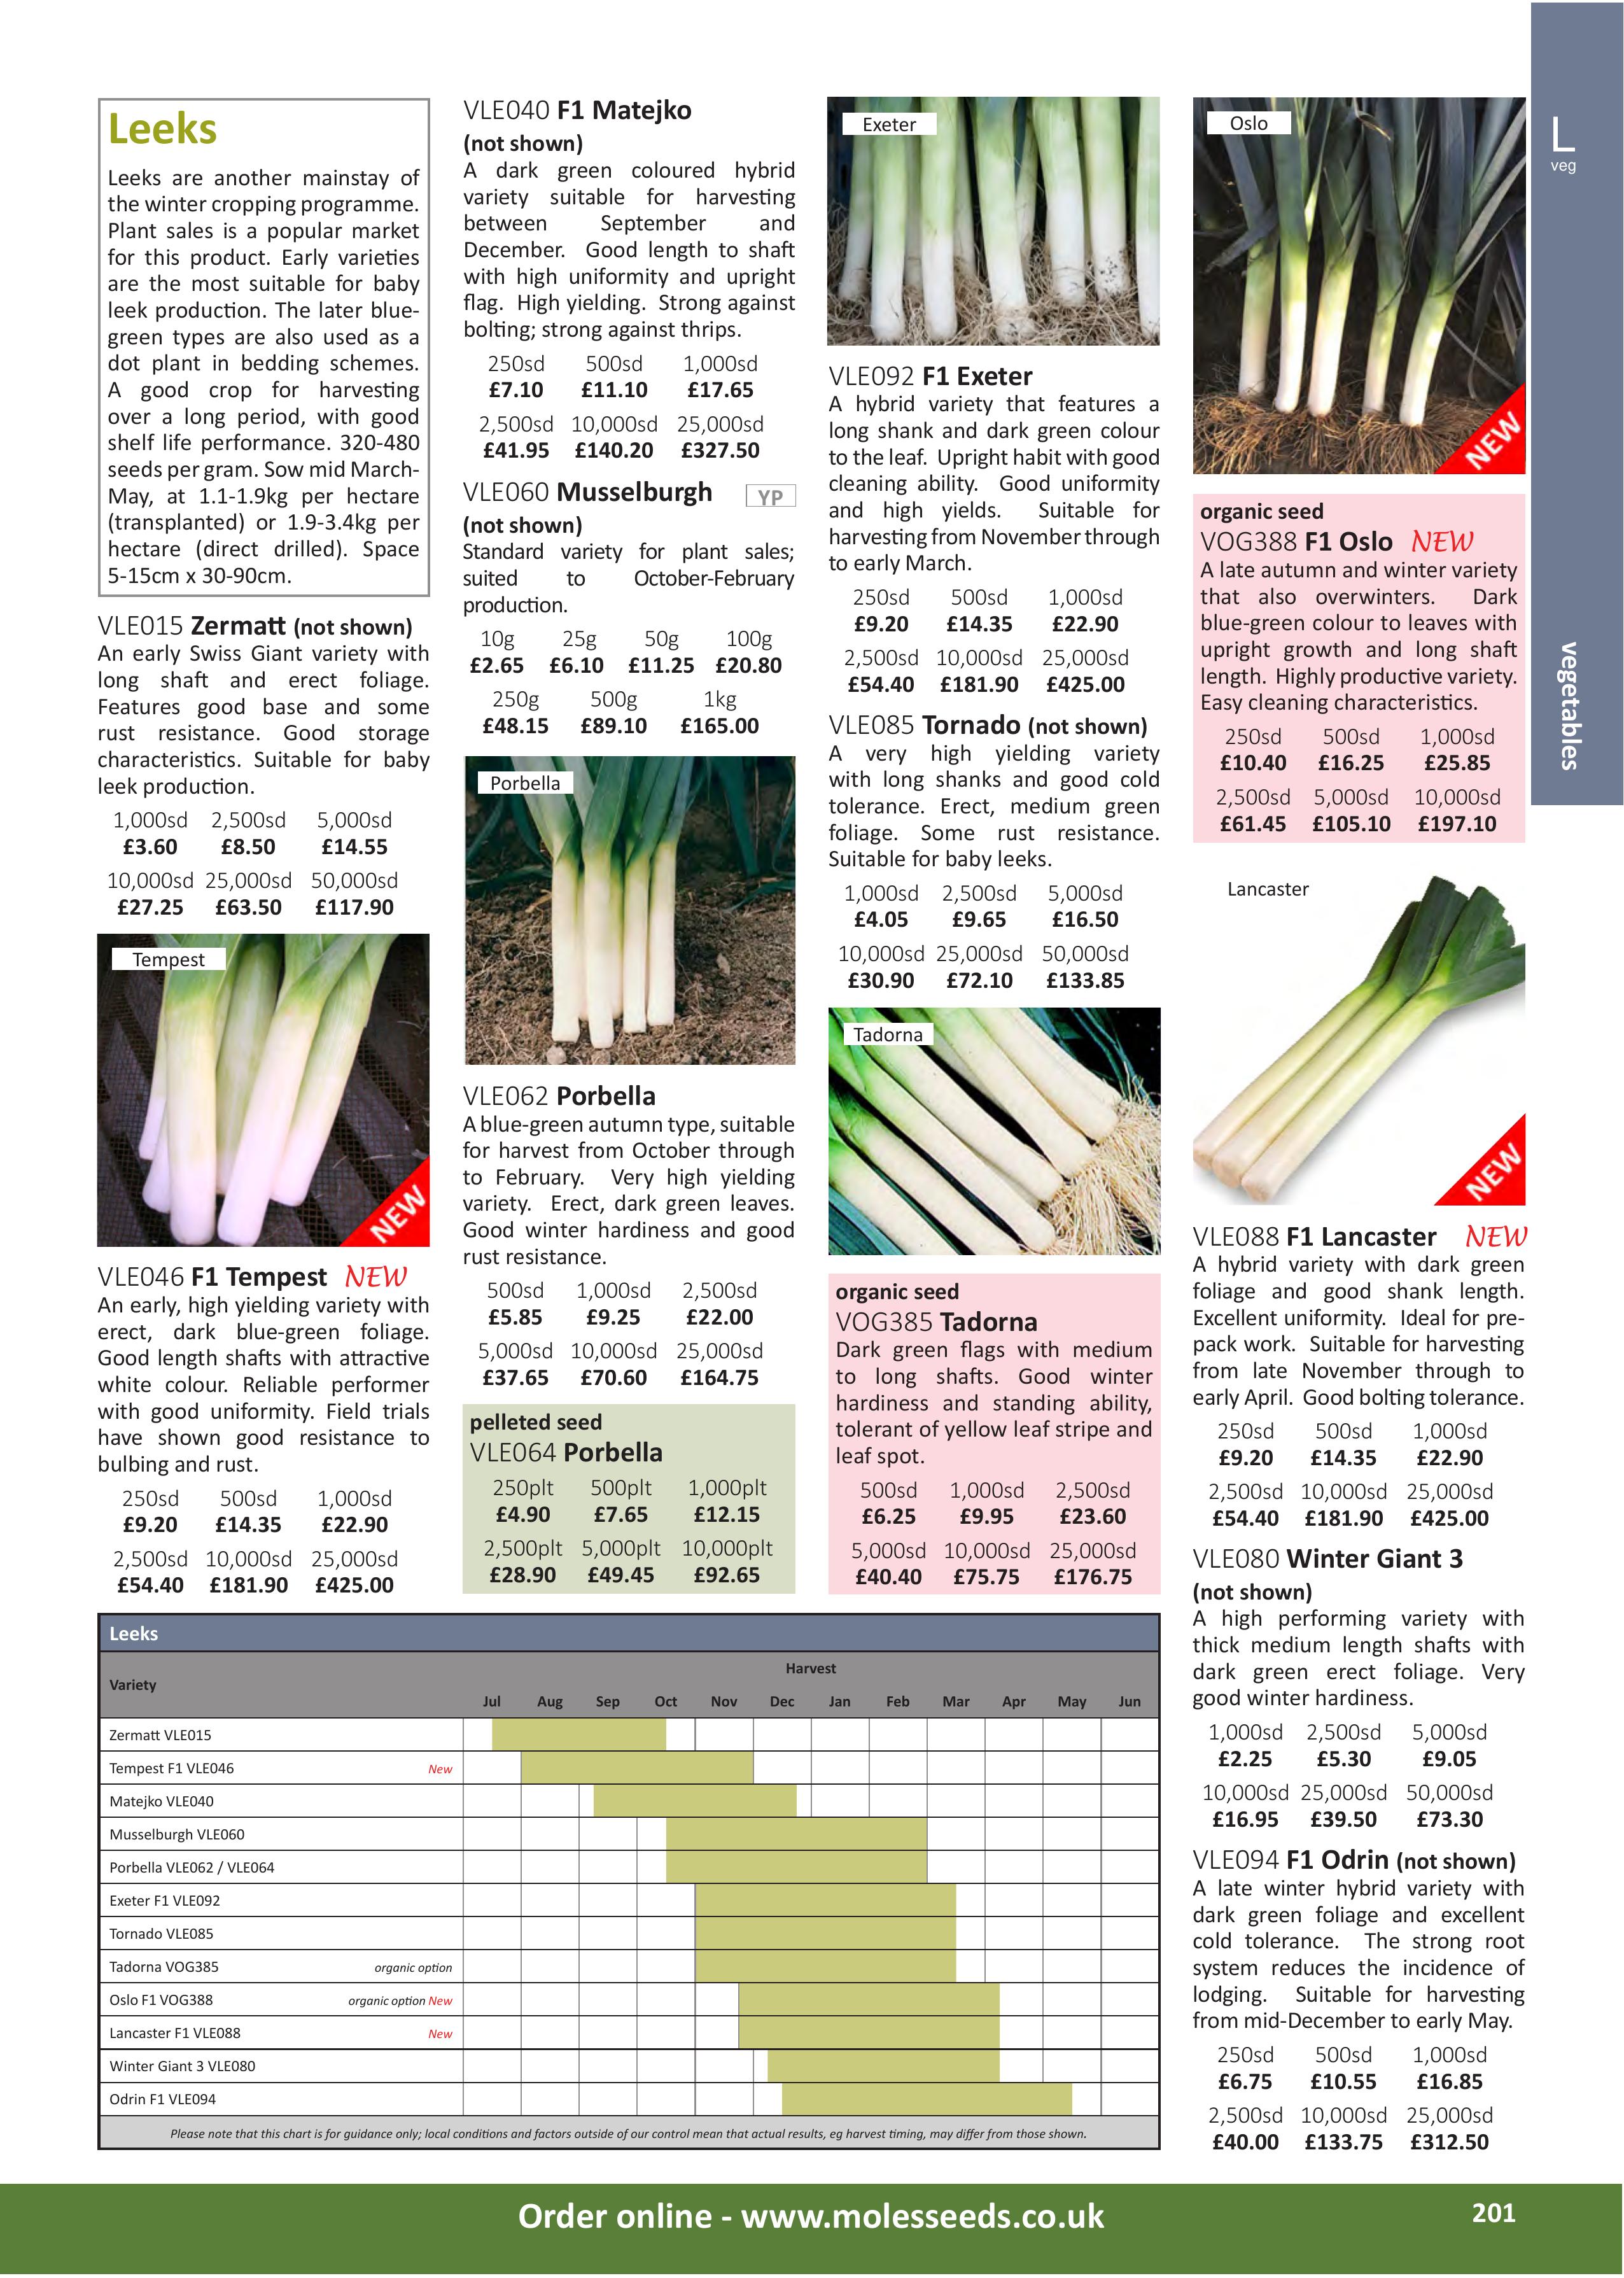 Leeks
Leeks are another mainstay of
the winter cropping programme.
Plant sales is a popular market
for this product. Early varieties
are the most suitable for baby
leek production. The later blue-
green types are also used as a
dot plant in bedding schemes.
A good crop for harvesting
over a long period, with good
shelf life performance. 320-480
seeds per gram. Sow mid March-
May, at 1.1-1.9kg per hectare
(transplanted) or 1.9-3.4kg per
hectare (direct drilled). Space
5-15cm x 30-90cm.
VLE015 Zermatt (not shown)
An early Swiss Giant variety with
long shaft and erect foliage.
Features good base and some
rust resistance. Good storage
characteristics. Suitable for baby
leek production.
1,000sd 2,500sd 5,000sd
£3.60 £8.50 £14.55
10,000sd 25,000sd 50,000sd
£27.25 £63.50 £117.90
Tempest
NEW
VLE046 F1 Tempest NEW
An early, high yielding variety with
erect, dark blue-green foliage.
Good length shafts with attractive
white colour. Reliable performer
with good uniformity. Field trials
have shown good resistance to
bulbing and rust.
250sd 500sd 1,000sd
£9.20 £14.35 £22.90
2,500sd 10,000sd 25,000sd
£54.40 £181.90 £425.00
VLE040 F1 Matejko
(not shown)
A dark green coloured hybrid
variety suitable for harvesting
between September and
December. Good length to shaft
with high uniformity and upright
flag. High yielding. Strong against
bolting; strong against thrips.
250sd 500sd 1,000sd
£7.10 £11.10 £17.65
2,500sd 10,000sd 25,000sd
£41.95 £140.20 £327.50
VLE060 Musselburgh YP
(not shown)
Standard variety for plant sales;
suited to October-February
production.
10g 25g 50g 100g
£2.65 £6.10 £11.25 £20.80
250g 500g 1kg
£48.15 £89.10 £165.00
Porbella
VLE062 Porbella
A blue-green autumn type, suitable
for harvest from October through
to February. Very high yielding
variety. Erect, dark green leaves.
Good winter hardiness and good
rust resistance.
500sd 1,000sd 2,500sd
£5.85 £9.25 £22.00
5,000sd 10,000sd 25,000sd
£37.65 £70.60 £164.75
pelleted seed
VLE064 Porbella
250plt 500plt 1,000plt
£4.90 £7.65 £12.15
2,500plt 5,000plt 10,000plt
£28.90 £49.45 £92.65
Exeter
VLE092 F1 Exeter
A hybrid variety that features a
long shank and dark green colour
to the leaf. Upright habit with good
cleaning ability. Good uniformity
and high yields. Suitable for
harvesting from November through
to early March.
250sd 500sd 1,000sd
£9.20 £14.35 £22.90
2,500sd 10,000sd 25,000sd
£54.40 £181.90 £425.00
VLE085 Tornado (not shown)
A very high yielding variety
with long shanks and good cold
tolerance. Erect, medium green
foliage. Some rust resistance.
Suitable for baby leeks.
1,000sd 2,500sd 5,000sd
£4.05 £9.65 £16.50
10,000sd 25,000sd 50,000sd
£30.90 £72.10 £133.85
Tadorna
organic seed
VOG385 Tadorna
Dark green flags with medium
to long shafts. Good winter
hardiness and standing ability,
tolerant of yellow leaf stripe and
leaf spot.
500sd 1,000sd 2,500sd
£6.25 £9.95 £23.60
5,000sd 10,000sd 25,000sd
£40.40 £75.75 £176.75
Oslo
NEW
organic seed
VOG388 F1 Oslo NEW
A late autumn and winter variety
that also overwinters. Dark
blue-green colour to leaves with
upright growth and long shaft
length. Highly productive variety.
Easy cleaning characteristics.
250sd 500sd 1,000sd
£10.40 £16.25 £25.85
2,500sd 5,000sd 10,000sd
£61.45 £105.10 £197.10
Lancaster
NEW
VLE088 F1 Lancaster NEW
A hybrid variety with dark green
foliage and good shank length.
Excellent uniformity. Ideal for pre-
pack work. Suitable for harvesting
from late November through to
early April. Good bolting tolerance.
250sd 500sd 1,000sd
£9.20 £14.35 £22.90
2,500sd 10,000sd 25,000sd
£54.40 £181.90 £425.00
VLE080 Winter Giant 3
(not shown)
A high performing variety with
thick medium length shafts with
dark green erect foliage. Very
good winter hardiness.
1,000sd 2,500sd 5,000sd
£2.25 £5.30 £9.05
10,000sd 25,000sd 50,000sd
£16.95 £39.50 £73.30
VLE094 F1 Odrin (not shown)
A late winter hybrid variety with
dark green foliage and excellent
cold tolerance. The strong root
system reduces the incidence of
lodging. Suitable for harvesting
from mid-December to early May.
250sd 500sd 1,000sd
£6.75 £10.55 £16.85
2,500sd 10,000sd 25,000sd
£40.00 £133.75 £312.50
L
veg
vegetables
Leeks
Variety
Harvest
Jul Aug Sep Oct Nov Dec Jan Feb Mar Apr May Jun
Zermatt VLE015
Tempest F1 VLE046 New
Matejko VLE040
Musselburgh VLE060
Porbella VLE062 / VLE064
Exeter F1 VLE092
Tornado VLE085
Tadorna VOG385 organic option
Oslo F1 VOG388 organic option New
Lancaster F1 VLE088 New
Winter Giant 3 VLE080
Odrin F1 VLE094
Please note that this chart is for guidance only; local conditions and factors outside of our control mean that actual results, eg harvest timing, may differ from those shown.
Order online - www.molesseeds.co.uk
201